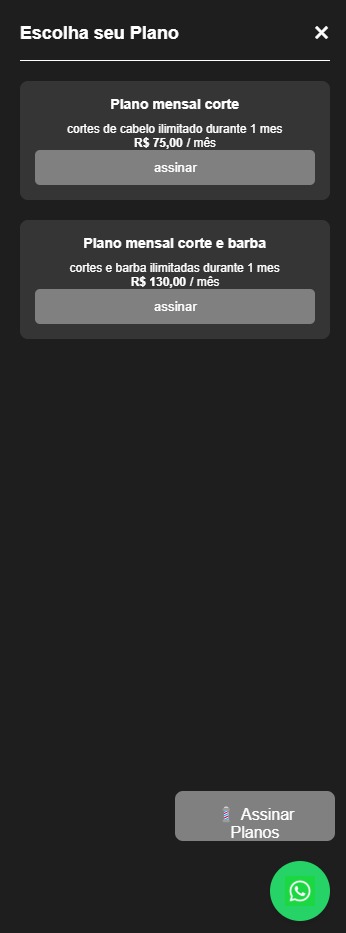 Escolha seu Plano ✕
Plano mensal corte
cortes de cabelo ilimitado durante 1 mes
R$ 75,00 / mês
assinar
Plano mensal corte e barba
cortes e barba ilimitadas durante 1 mes
R$ 130,00 / mês
assinar
💈 Assinar
Planos